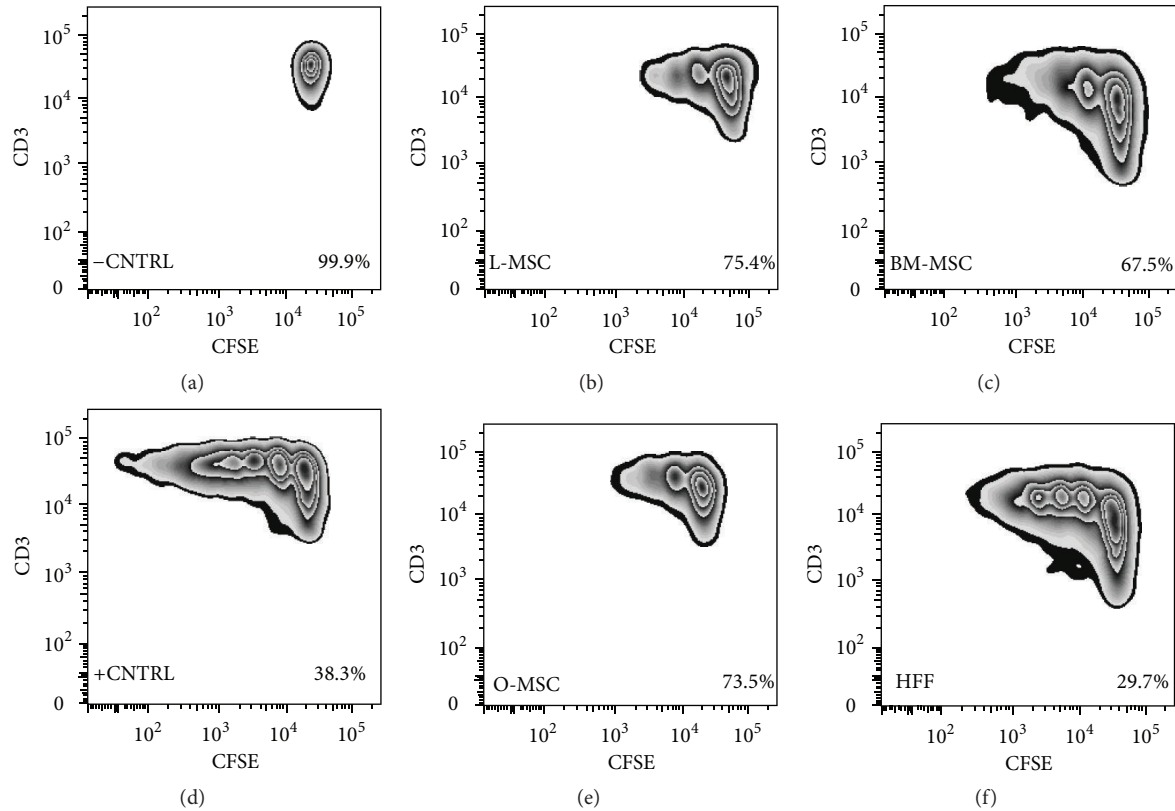 10^5
10^4
10^3
10^2
0
CD3
-CNTRL 99.9%
10^2 10^3 10^4 10^5
CFSE
(a)
10^5
10^4
10^3
10^2
0
CD3
L-MSC 75.4%
10^2 10^3 10^4 10^5
CFSE
(b)
10^5
10^4
10^3
10^2
0
CD3
BM-MSC 67.5%
10^2 10^3 10^4 10^5
CFSE
(c)
10^5
10^4
10^3
10^2
0
CD3
+CNTRL 38.3%
10^2 10^3 10^4 10^5
CFSE
(d)
10^5
10^4
10^3
10^2
0
CD3
O-MSC 73.5%
10^2 10^3 10^4 10^5
CFSE
(e)
10^5
10^4
10^3
10^2
0
CD3
HFF 29.7%
10^2 10^3 10^4 10^5
CFSE
(f)